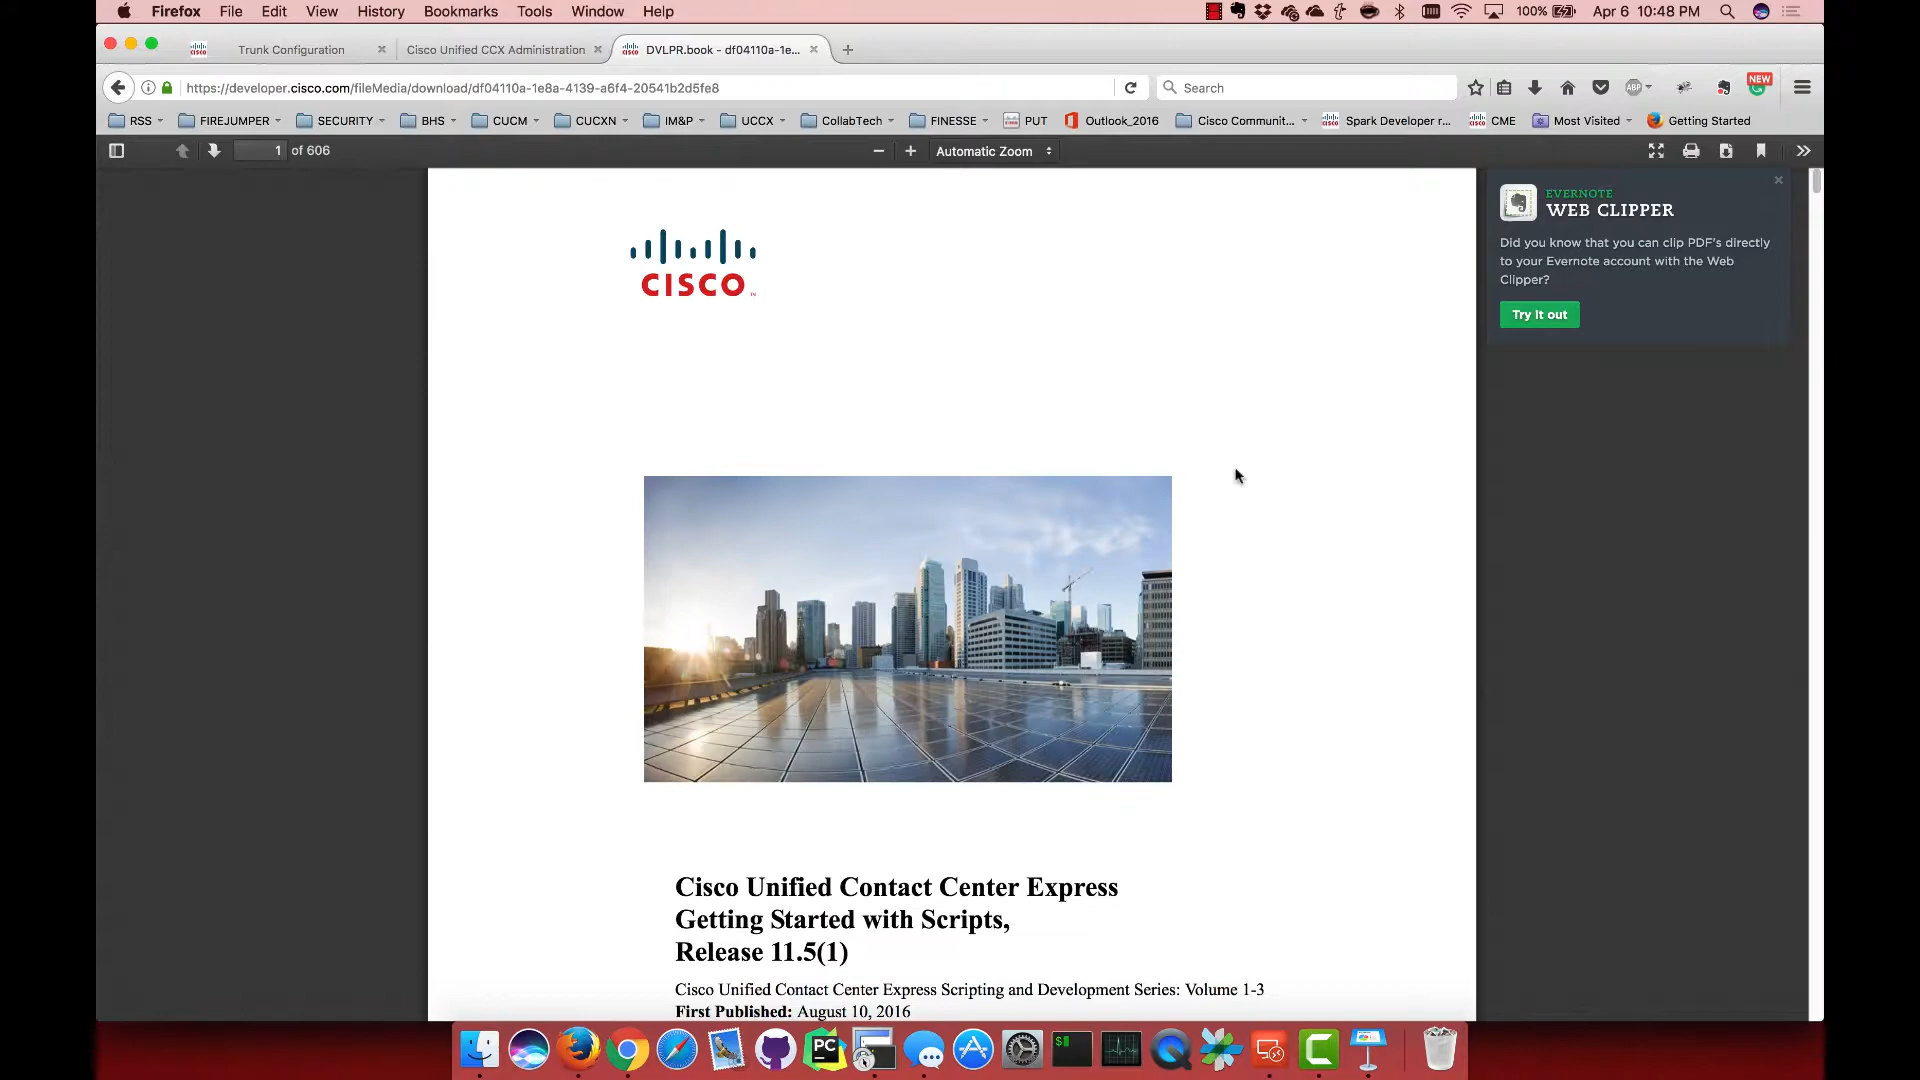 Firefox File Edit View History Bookmarks Tools Window Help 100% Apr 6 10:48 PM
Trunk Configuration Cisco Unified CCX Administration DVLPR.book - df04110a-1e...
https://developer.cisco.com/fileMedia/download/df04110a-1e8a-4139-a6f4-20541b2d5fe8 Search ABP NEW
RSS FIREJUMPER SECURITY BHS CUCM CUCXN IM&P UCCX CollabTech FINESSE PUT Outlook_2016 Cisco Communit... Spark Developer r... CME Most Visited Getting Started
1 of 606 Automatic Zoom
EVERNOTE
WEB CLIPPER
Did you know that you can clip PDF's directly
to your Evernote account with the Web
Clipper?
Try it out
CISCO
Cisco Unified Contact Center Express
Getting Started with Scripts,
Release 11.5(1)
Cisco Unified Contact Center Express Scripting and Development Series: Volume 1-3
First Published: August 10, 2016
PC